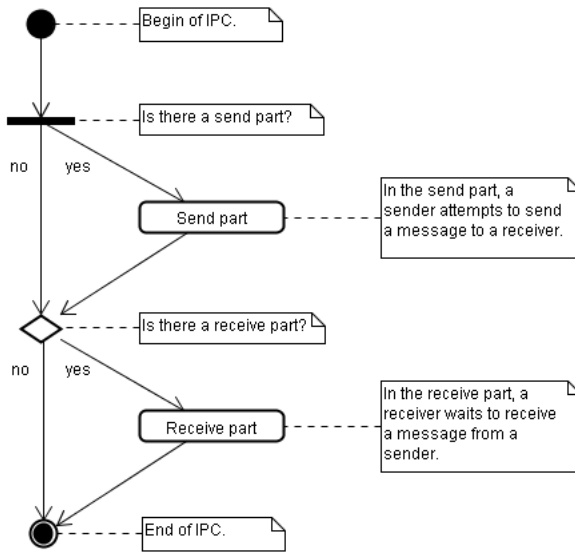 Begin of IPC.
Is there a send part?
no
yes
Send part
In the send part, a
sender attempts to send
a message to a receiver.
Is there a receive part?
no
yes
Receive part
In the receive part, a
receiver waits to receive
a message from a
sender.
End of IPC.